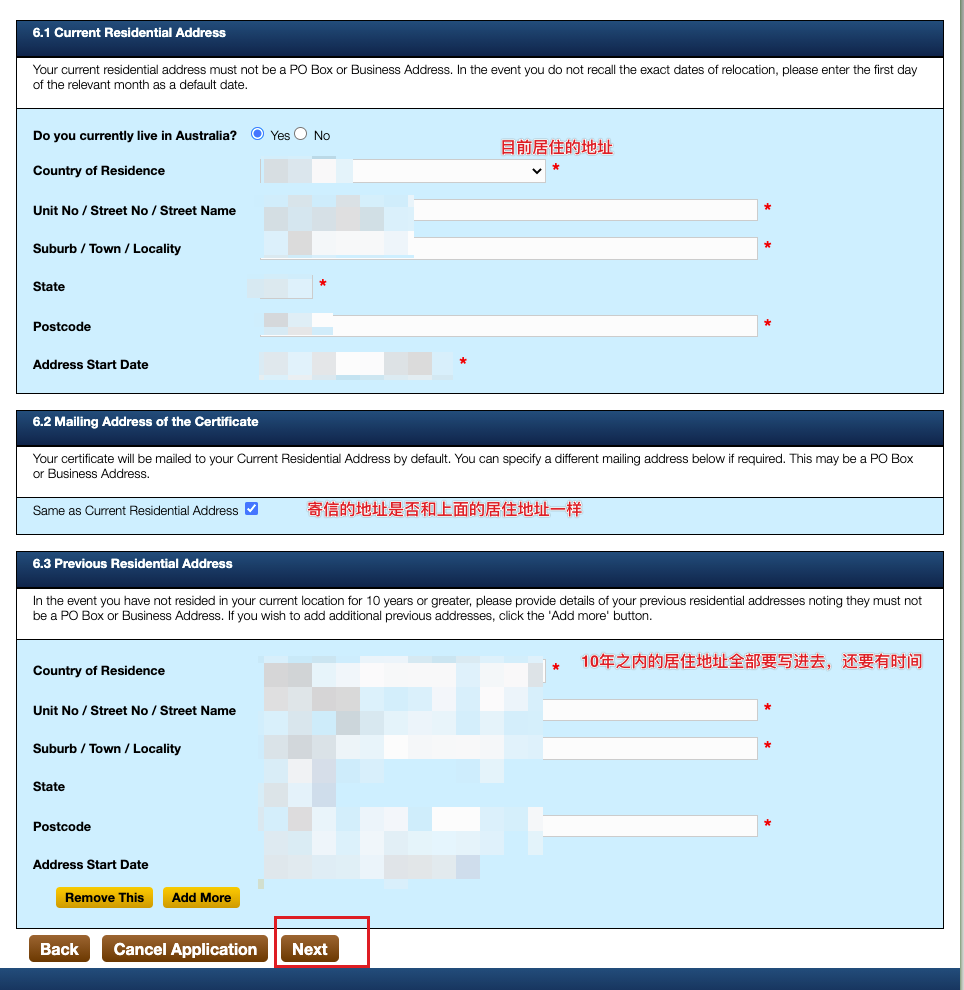 6.1 Current Residential Address
Your current residential address must not be a PO Box or Business Address. In the event you do not recall the exact dates of relocation, please enter the first day
of the relevant month as a default date.
Do you currently live in Australia? Yes No
目前居住的地址
Country of Residence *
Unit No / Street No / Street Name *
Suburb / Town / Locality *
State *
Postcode *
Address Start Date *
6.2 Mailing Address of the Certificate
Your certificate will be mailed to your Current Residential Address by default. You can specify a different mailing address below if required. This may be a PO Box
or Business Address.
Same as Current Residential Address 寄信的地址是否和上面的居住地址一样
6.3 Previous Residential Address
In the event you have not resided in your current location for 10 years or greater, please provide details of your previous residential addresses noting they must not
be a PO Box or Business Address. If you wish to add additional previous addresses, click the 'Add more' button.
Country of Residence * 10年之内的居住地址全部要写进去，还要有时间
Unit No / Street No / Street Name *
Suburb / Town / Locality *
State
Postcode *
Address Start Date
Remove This Add More
Back Cancel Application Next